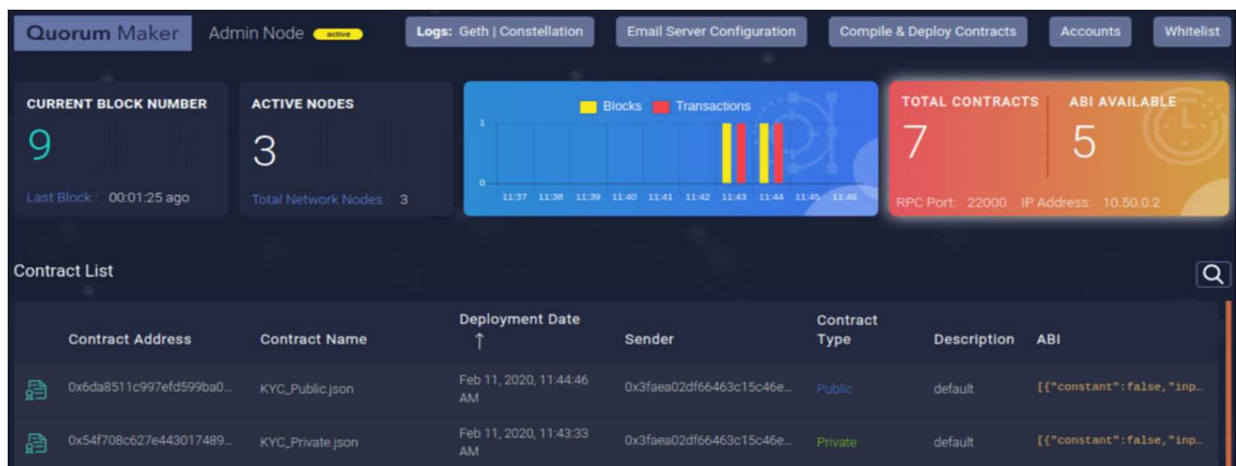 Quorum Maker Admin Node active Logs: Geth | Constellation Email Server Configuration Compile & Deploy Contracts Accounts Whitelist
CURRENT BLOCK NUMBER
9
Last Block : 00:01:25 ago
ACTIVE NODES
3
Total Network Nodes : 3
Blocks Transactions
1
0
11:37 11:38 11:39 11:40 11:41 11:42 11:43 11:44 11:45 11:46
TOTAL CONTRACTS ABI AVAILABLE
7 5
RPC Port: 22000 IP Address: 10.50.0.2
Contract List
Contract Address Contract Name Deployment Date ↑ Sender Contract Type Description ABI
0x6da8511c997efd599ba0... KYC_Public.json Feb 11, 2020, 11:44:46 AM 0x3faea02df66463c15c46e... Public default [{"constant":false,"inp...
0x54f708c627e443017489... KYC_Private.json Feb 11, 2020, 11:43:33 AM 0x3faea02df66463c15c46e... Private default [{"constant":false,"inp...